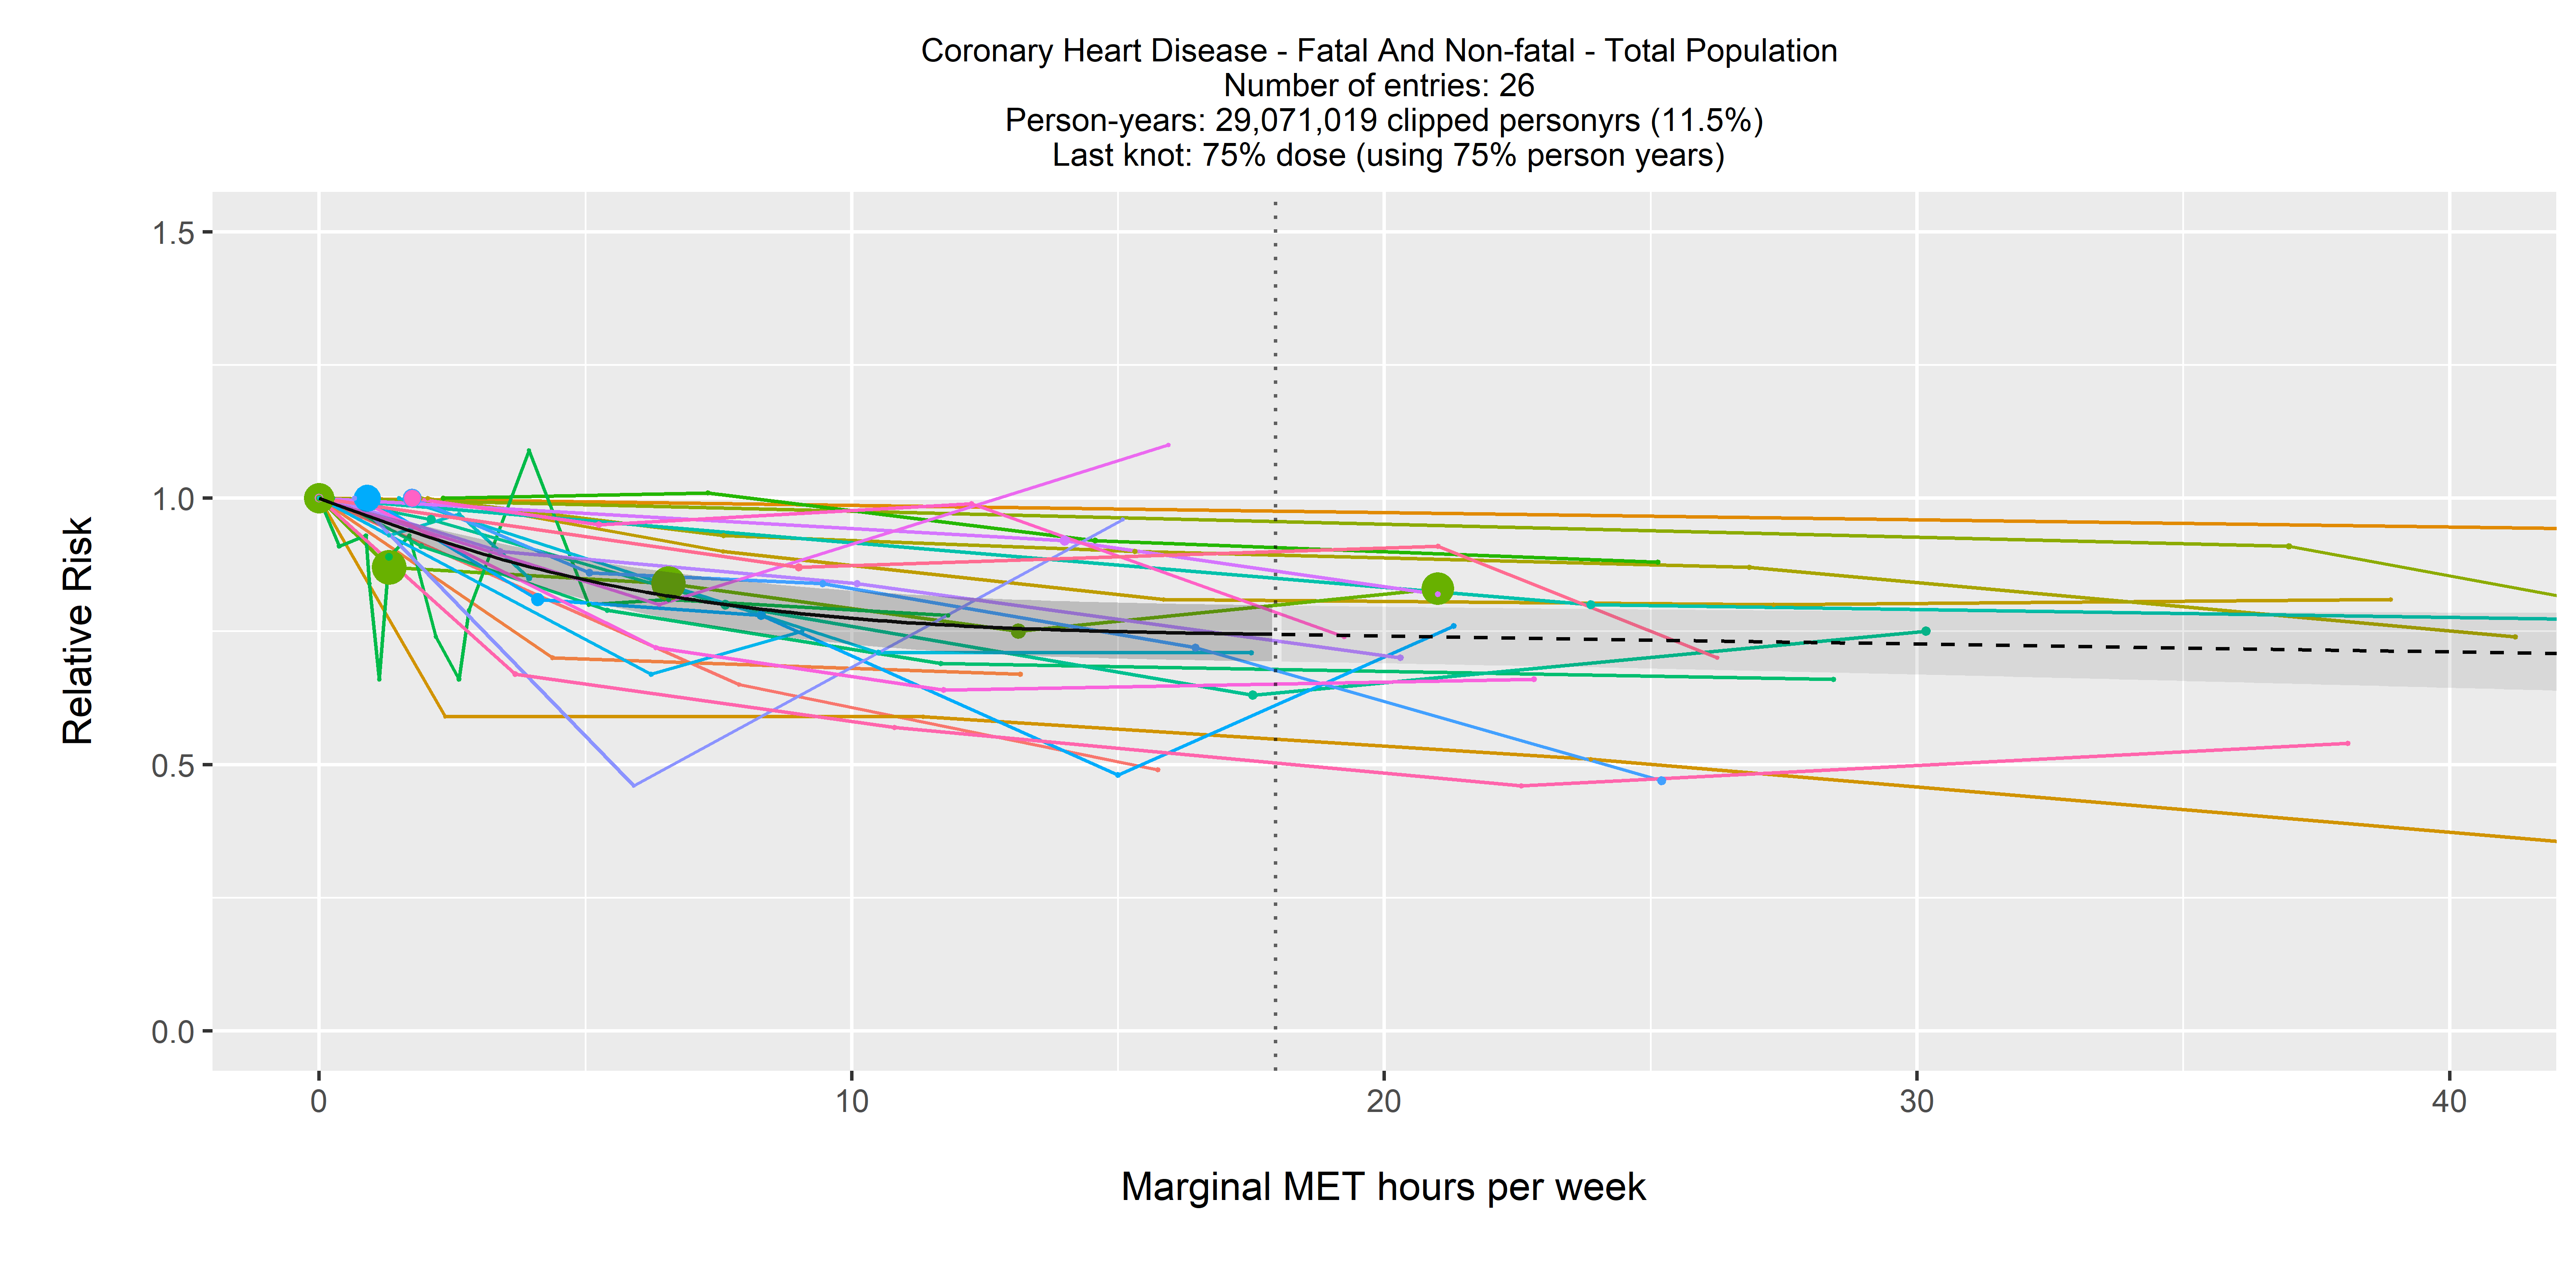 Coronary Heart Disease - Fatal And Non-fatal - Total Population
Number of entries: 26
Person-years: 29,071,019 clipped personyrs (11.5%)
Last knot: 75% dose (using 75% person years)
1.5
1.0
0.5
0.0
Relative Risk
0 10 20 30 40
Marginal MET hours per week